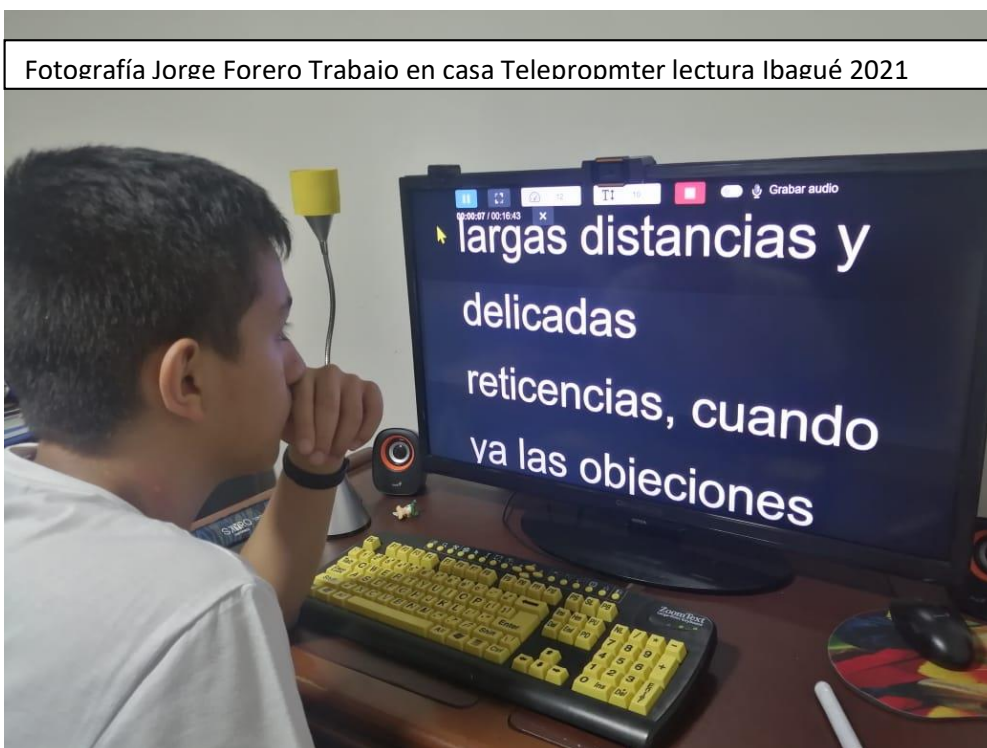 Fotografía Jorge Forero Trabajo en casa Telepropmter lectura Ibagué 2021
Grabar audio
00:00:07 / 00:16:43
largas distancias y
delicadas
reticencias, cuando
ya las objeciones
ZoomText
Enter